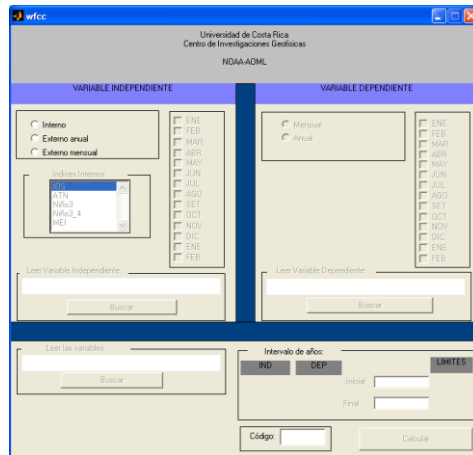 wfcc
Universidad de Costa Rica
Centro de Investigaciones Geofísicas
NOAA-AOML
VARIABLE INDEPENDIENTE
Interno
Externo anual
Externo mensual
Indices Internos
IOS
ATN
Niño3
Niño3_4
MEI
ENE
FEB
MAR
ABR
MAY
JUN
JUL
AGO
SET
OCT
NOV
DIC
ENE
FEB
Leer Variable Independiente:
Buscar
VARIABLE DEPENDIENTE
Mensual
Anual
ENE
FEB
MAR
ABR
MAY
JUN
JUL
AGO
SET
OCT
NOV
DIC
ENE
FEB
Leer Variable Dependiente:
Buscar
Leer las variables:
Buscar
Intervalo de años:
IND DEP LIMITES
Inicial
Final
Código:
Calcular